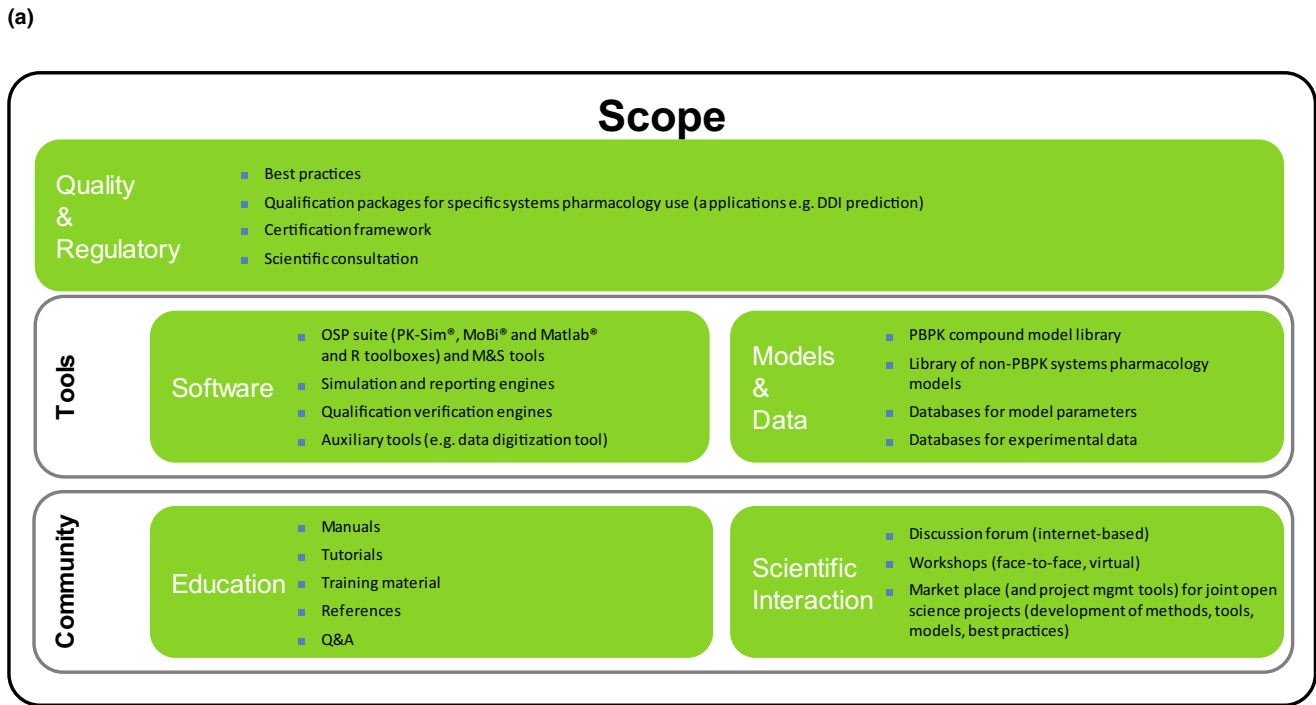 (a)
Scope
Quality
&
Regulatory
Best practices
Qualification packages for specific systems pharmacology use (applications e.g. DDI prediction)
Certification framework
Scientific consultation
Tools
Software
OSP suite (PK-Sim®, MoBi® and Matlab®
and R toolboxes) and M&S tools
Simulation and reporting engines
Qualification verification engines
Auxiliary tools (e.g. data digitization tool)
Models
&
Data
PBPK compound model library
Library of non-PBPK systems pharmacology
models
Databases for model parameters
Databases for experimental data
Community
Education
Manuals
Tutorials
Training material
References
Q&A
Scientific
Interaction
Discussion forum (internet-based)
Workshops (face-to-face, virtual)
Market place (and project mgmt tools) for joint open
science projects (development of methods, tools,
models, best practices)